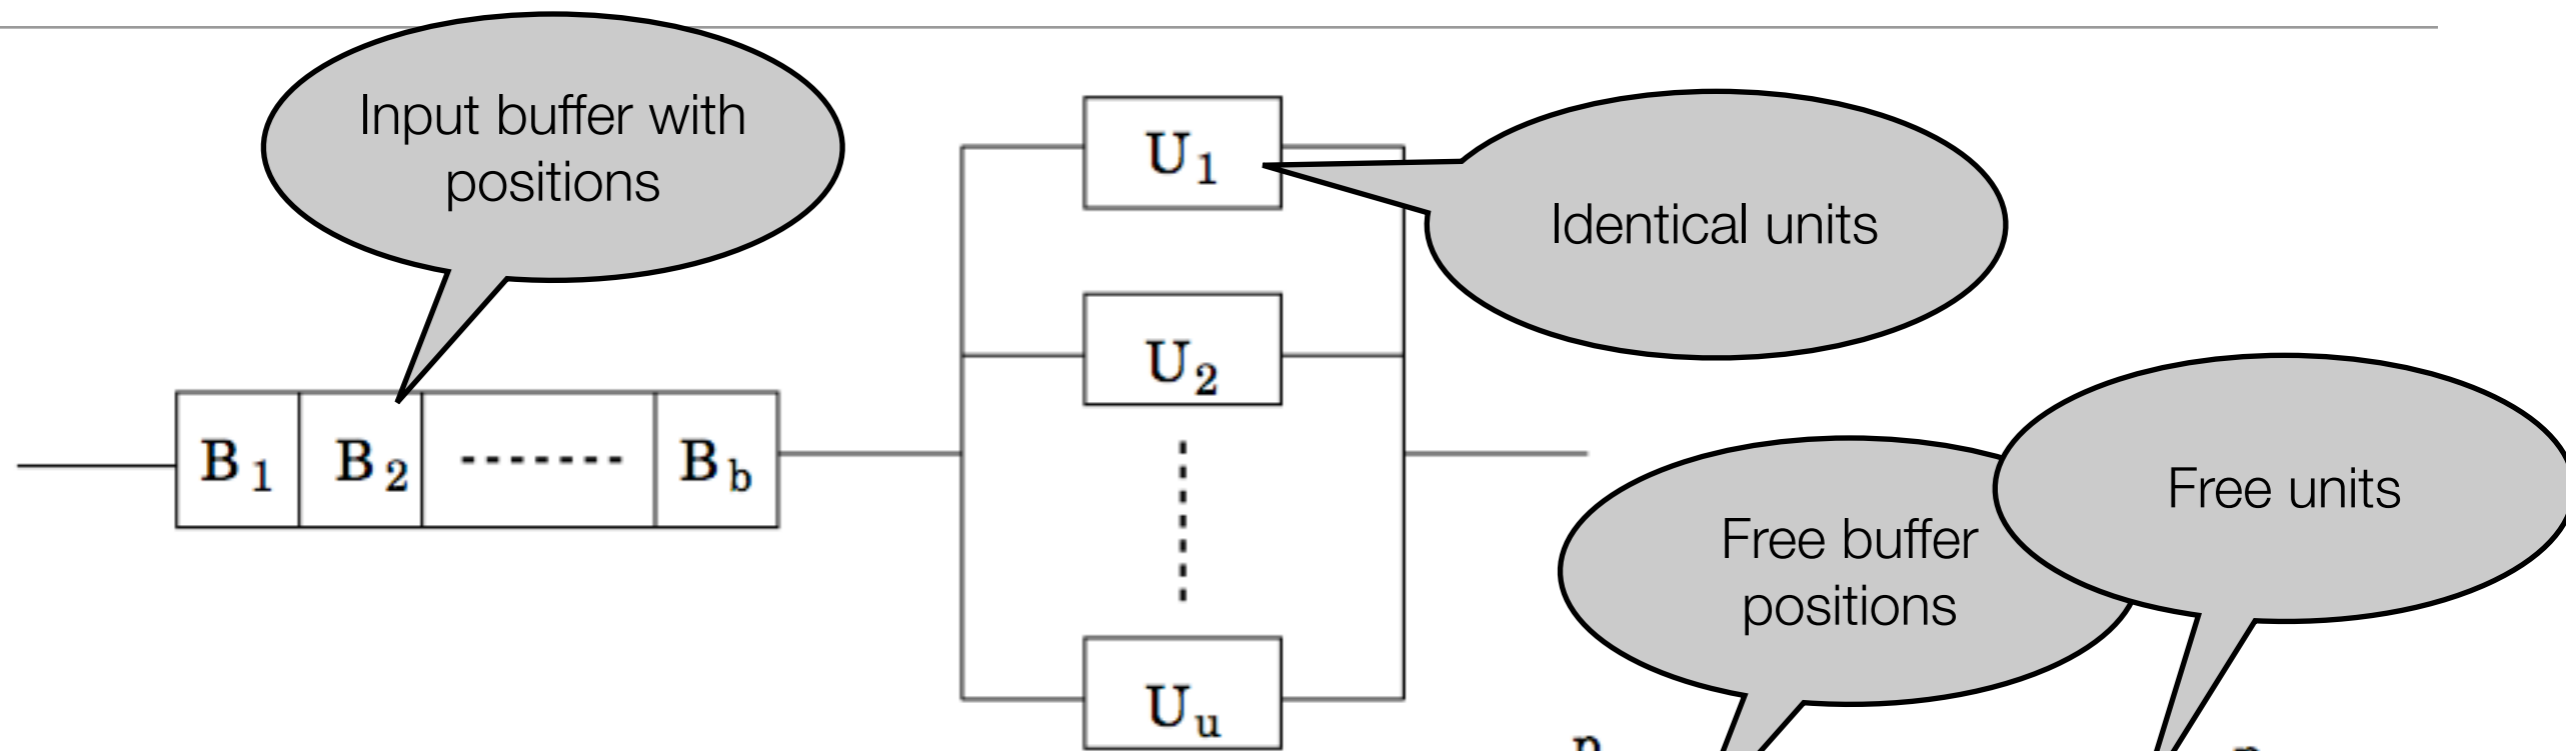 Input buffer with
positions
U1
Identical units
U2
B1 B2 Bb
Free units
Free buffer
positions
Uu